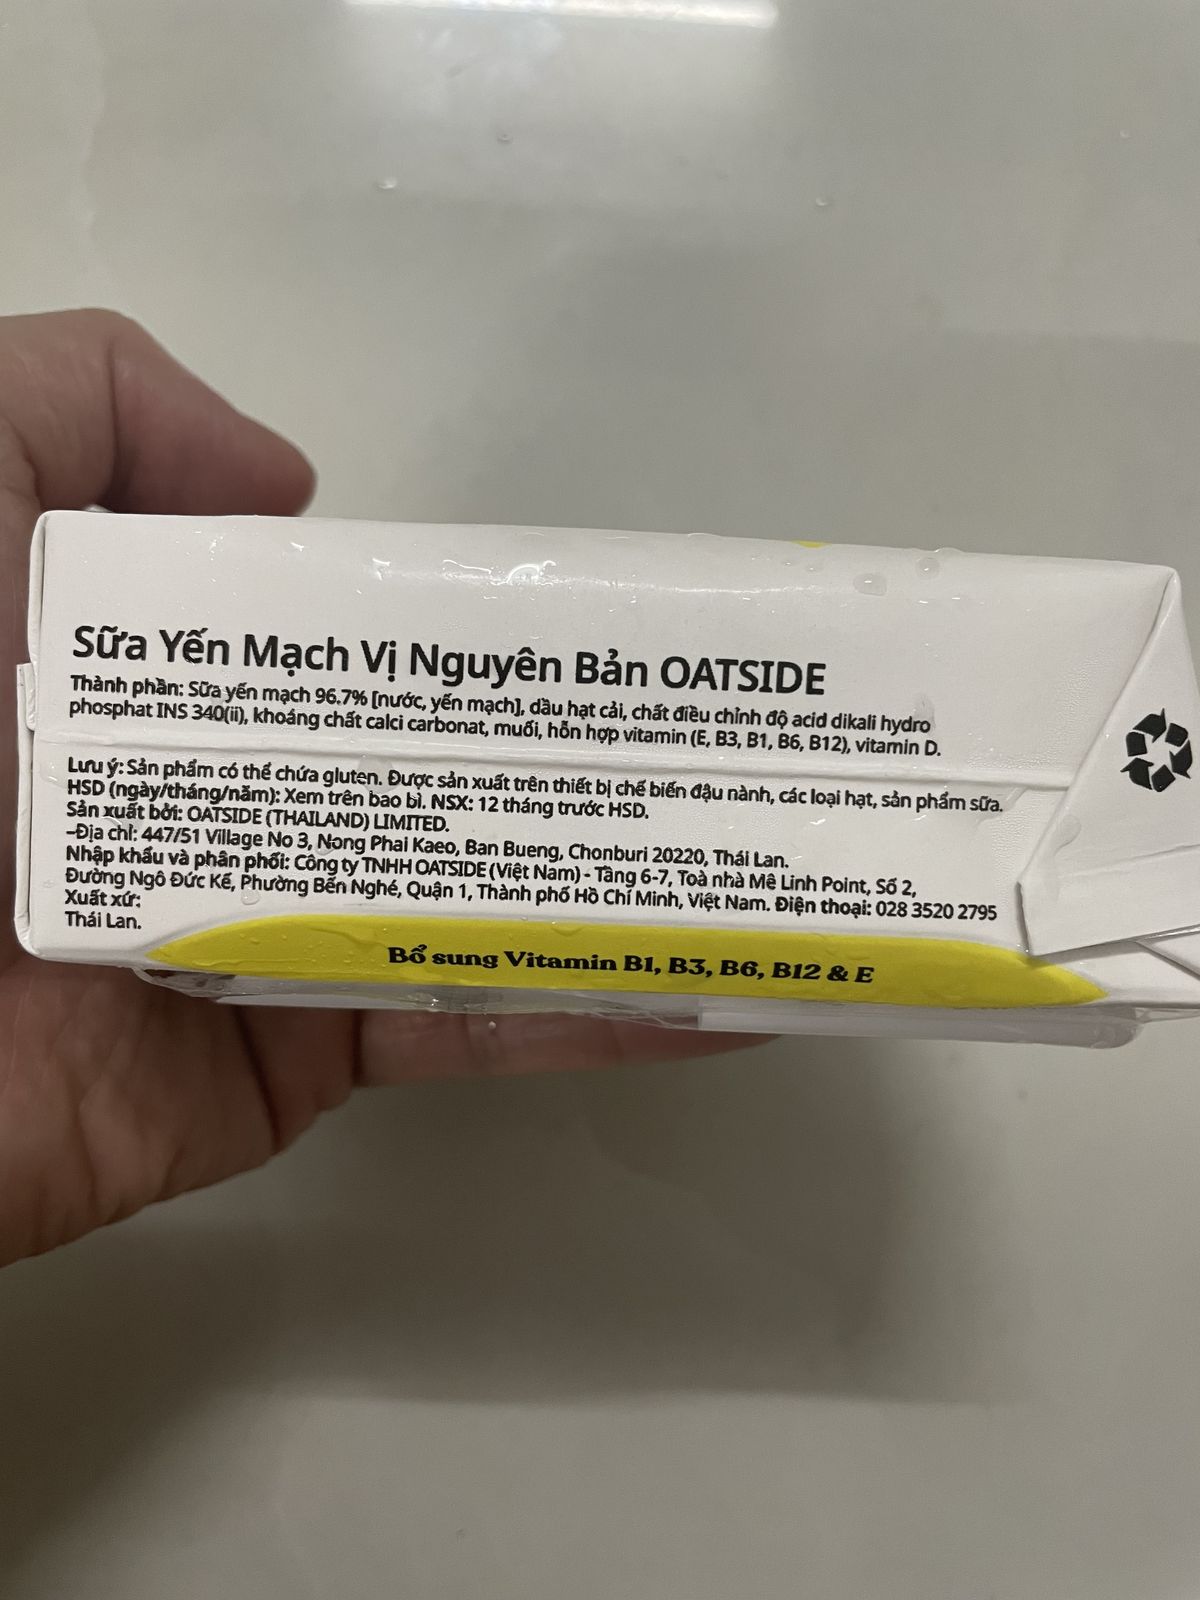 Sữa Yến Mạch Vị Nguyên Bản OATSIDE
Thành phần: Sữa yến mạch 96.7% [nước, yến mạch], dầu hạt cải, chất điều chỉnh độ acid dikali hydro
phosphat INS 340(ii), khoáng chất calci carbonat, muối, hỗn hợp vitamin (E, B3, B1, B6, B12), vitamin D.
Lưu ý: Sản phẩm có thể chứa gluten. Được sản xuất trên thiết bị chế biến đậu nành, các loại hạt, sản phẩm sữa.
HSD (ngày/tháng/năm): Xem trên bao bì. NSX: 12 tháng trước HSD.
Sản xuất bởi: OATSIDE (THAILAND) LIMITED.
–Địa chỉ: 447/51 Village No 3, Nong Phai Kaeo, Ban Bueng, Chonburi 20220, Thái Lan.
Nhập khẩu và phân phối: Công ty TNHH OATSIDE (Việt Nam) - Tầng 6-7, Toà nhà Mê Linh Point, Số 2,
Đường Ngô Đức Kế, Phường Bến Nghé, Quận 1, Thành phố Hồ Chí Minh, Việt Nam. Điện thoại: 028 3520 2795
Xuất xứ:
Thái Lan.
Bổ sung Vitamin B1, B3, B6, B12 & E